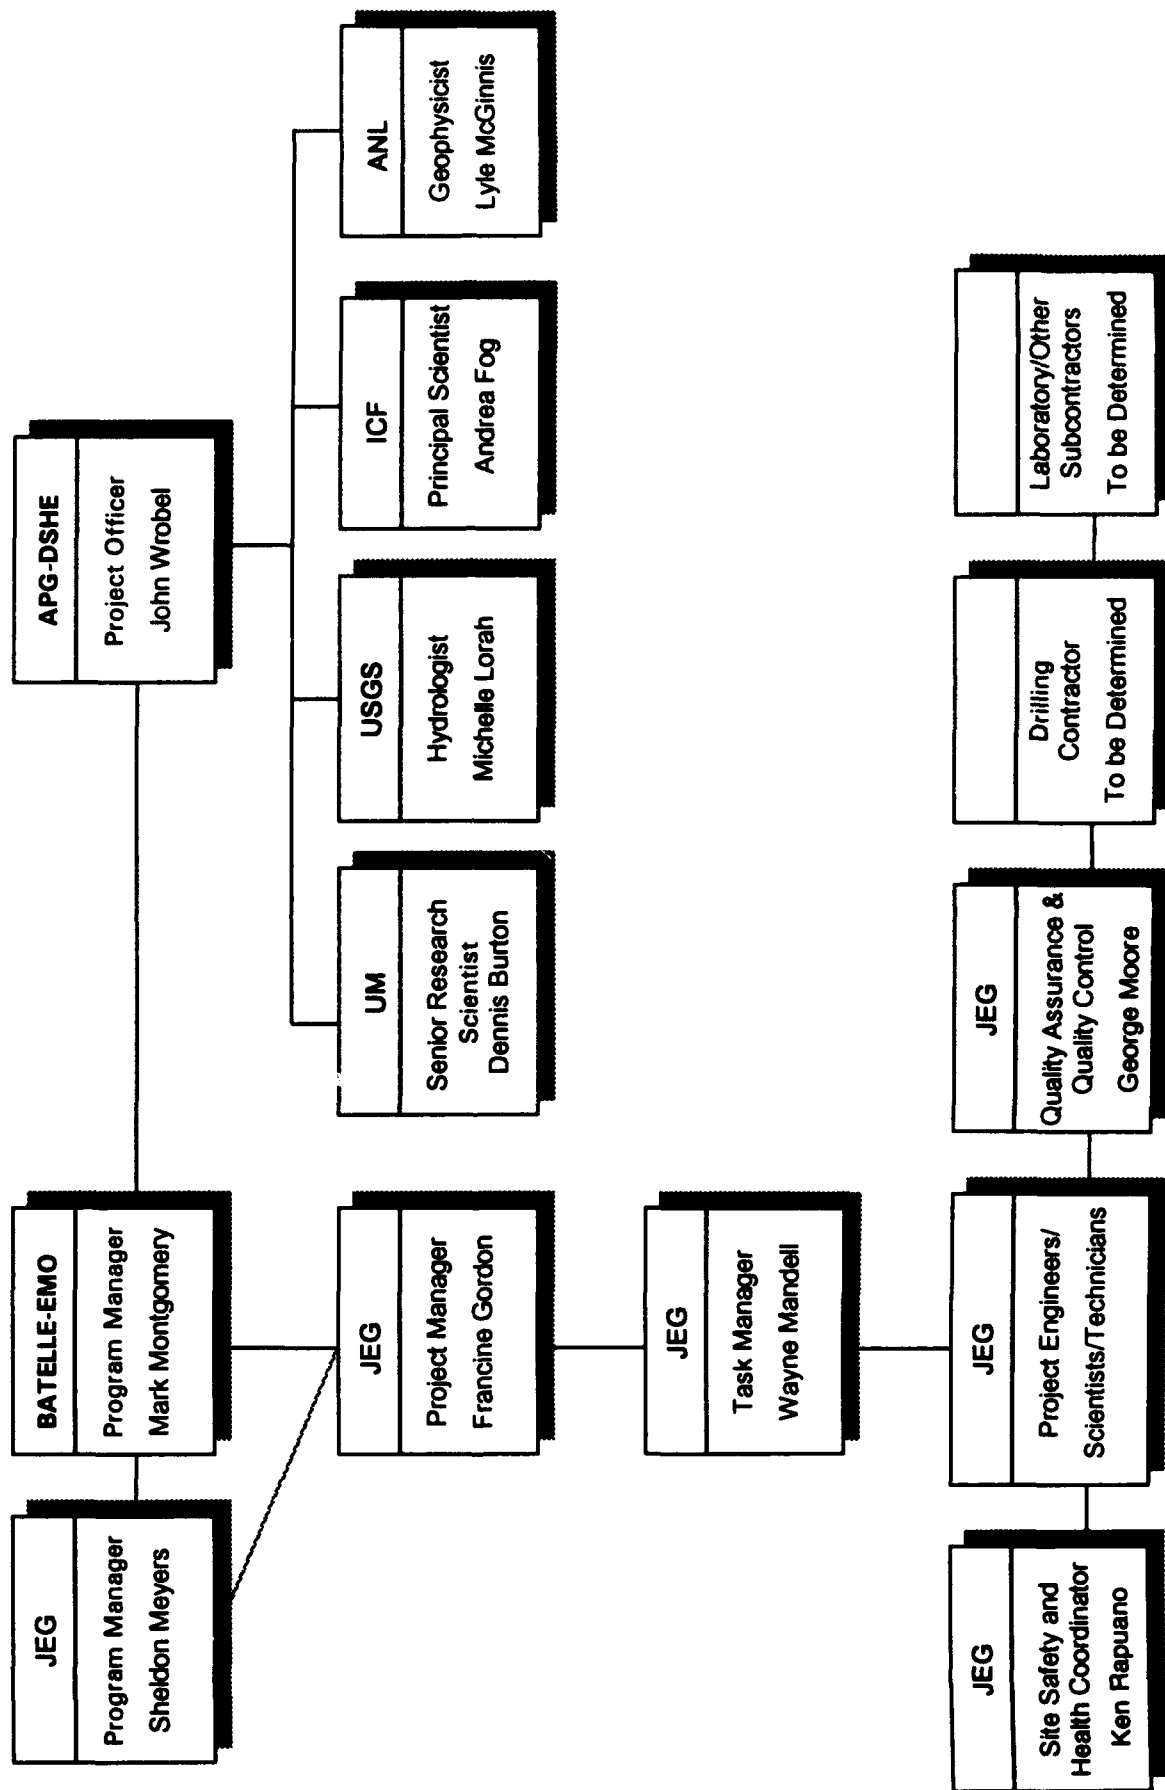 JEG
Program Manager
Sheldon Meyers
BATELLE-EMO
Program Manager
Mark Montgomery
APG-DSHE
Project Officer
John Wrobel
JEG
Project Manager
Francine Gordon
UM
Senior Research
Scientist
Dennis Burton
USGS
Hydrologist
Michelle Lorah
ICF
Principal Scientist
Andrea Fog
ANL
Geophysicist
Lyle McGinnis
JEG
Task Manager
Wayne Mandell
JEG
Site Safety and
Health Coordinator
Ken Rapuano
JEG
Project Engineers/
Scientists/Technicians
JEG
Quality Assurance &
Quality Control
George Moore
Drilling
Contractor
To be Determined
Laboratory/Other
Subcontractors
To be Determined